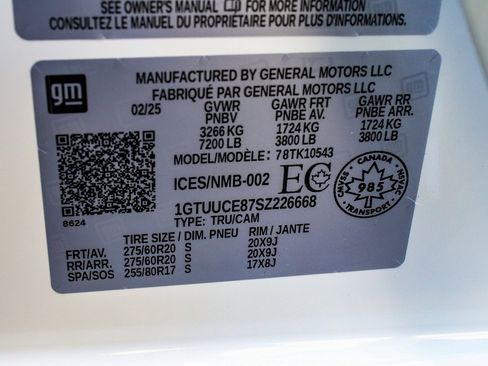 SEE OWNER'S MANUAL FOR MORE INFORMATION
CONSULTEZ LE MANUEL DU PROPRIÉTAIRE POUR PLUS D'INFORMATIONS.
gm
MANUFACTURED BY GENERAL MOTORS LLC
FABRIQUÉ PAR GENERAL MOTORS LLC
02/25 GVWR GAWR FRT GAWR RR
PNBV PNBE AV. PNBE ARR.
3266 KG 1724 KG 1724 KG
7200 LB 3800 LB 3800 LB
MODEL/MODÈLE: 78TK10543
ICES/NMB-002 EC
CANADA
985
TRANSPORT
NSVAC
8624
1GTUUCE87SZ226668
TYPE: TRU/CAM
TIRE SIZE / DIM. PNEU RIM / JANTE
FRT/AV. 275/60R20 S 20X9J
RR/ARR. 275/60R20 S 20X9J
SPA/SOS 255/80R17 S 17X8J